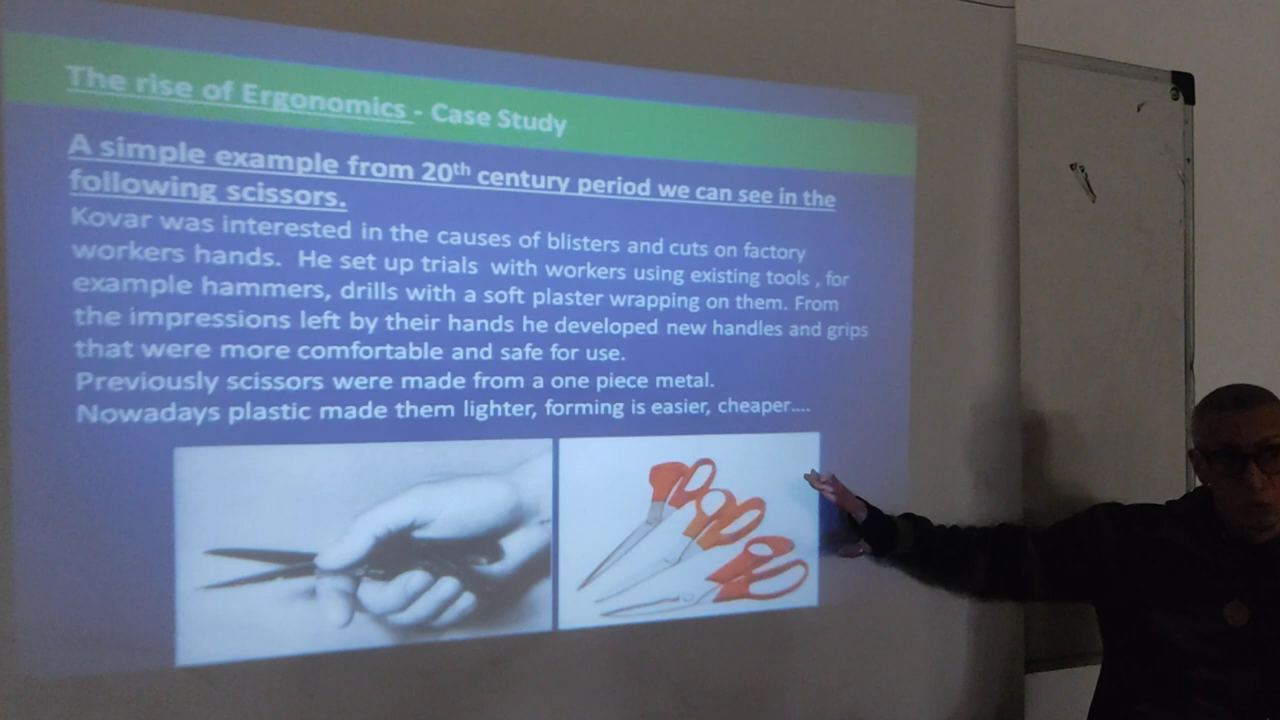 The rise of Ergonomics - Case Study
A simple example from 20th century period we can see in the
following scissors.
Kovar was interested in the causes of blisters and cuts on factory
workers hands. He set up trials with workers using existing tools , for
example hammers, drills with a soft plaster wrapping on them. From
the impressions left by their hands he developed new handles and grips
that were more comfortable and safe for use.
Previously scissors were made from a one piece metal.
Nowadays plastic made them lighter, forming is easier, cheaper....